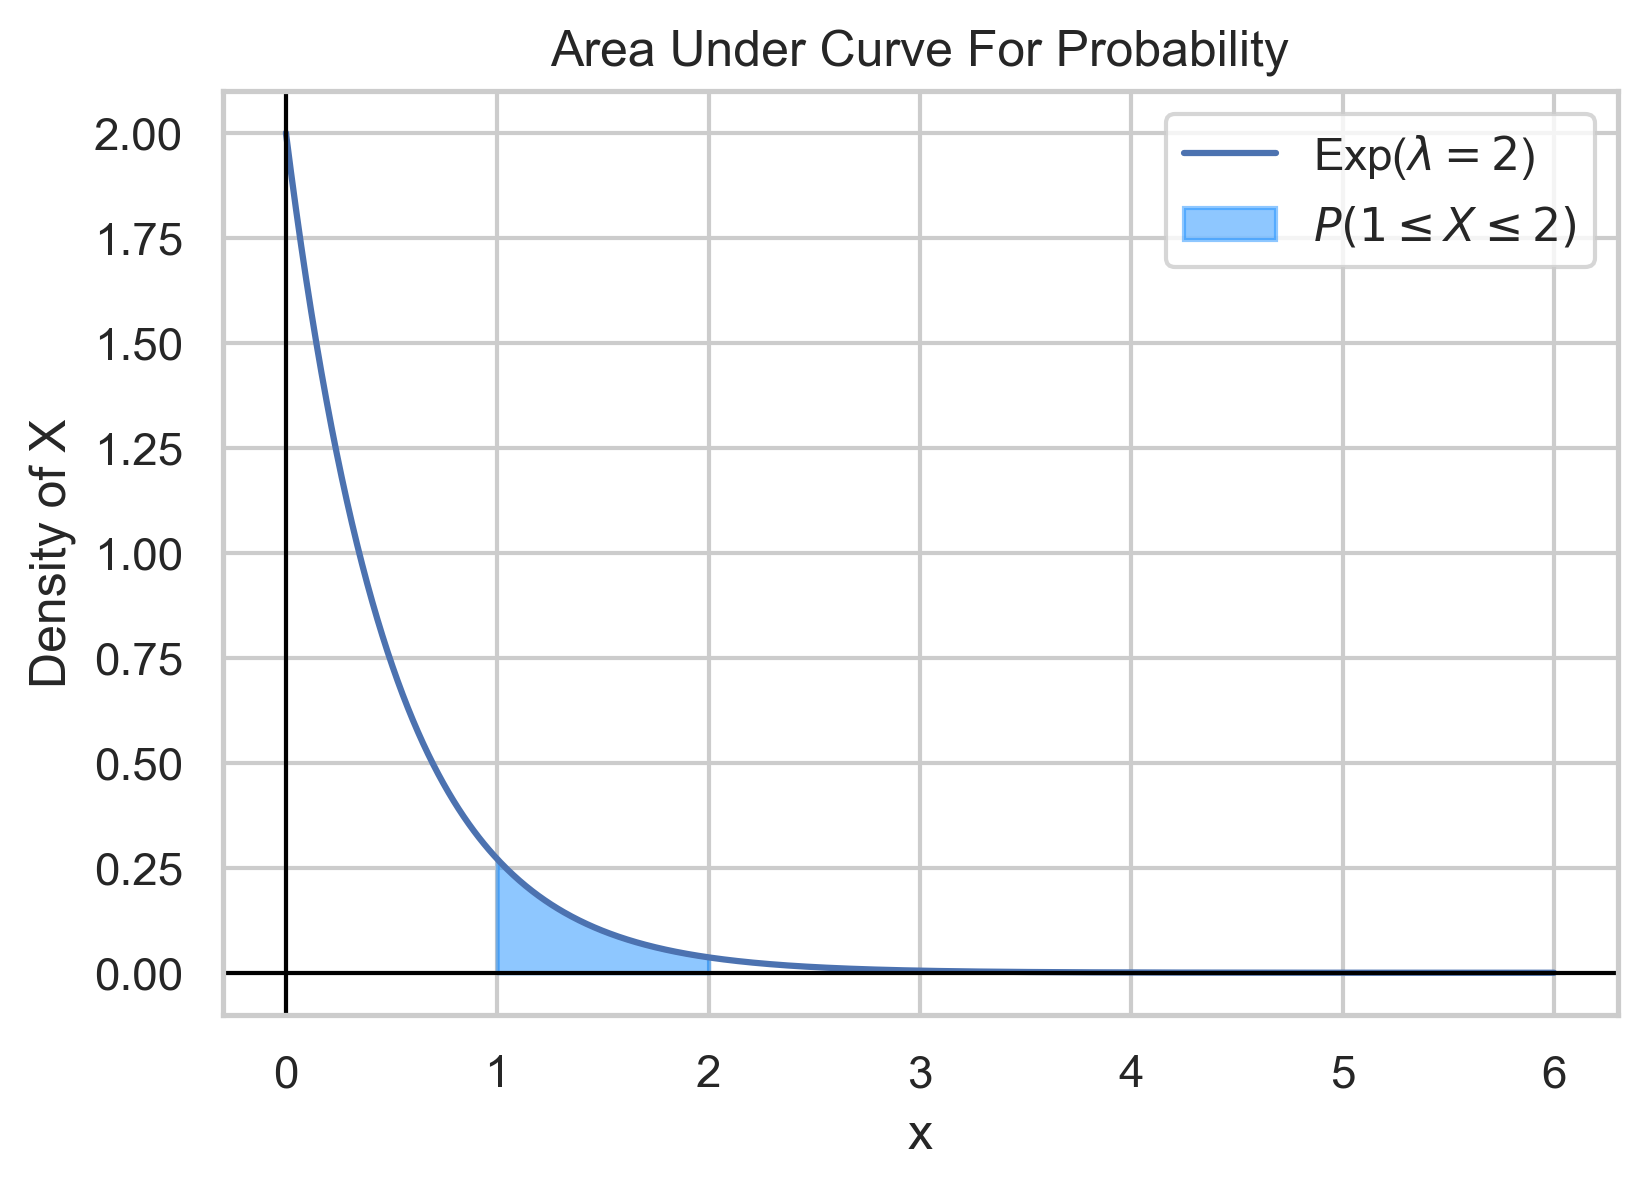 Area Under Curve For Probability
Exp(λ = 2)
P(1 ≤ X ≤ 2)
Density of X
2.00
1.75
1.50
1.25
1.00
0.75
0.50
0.25
0.00
0 1 2 3 4 5 6
x